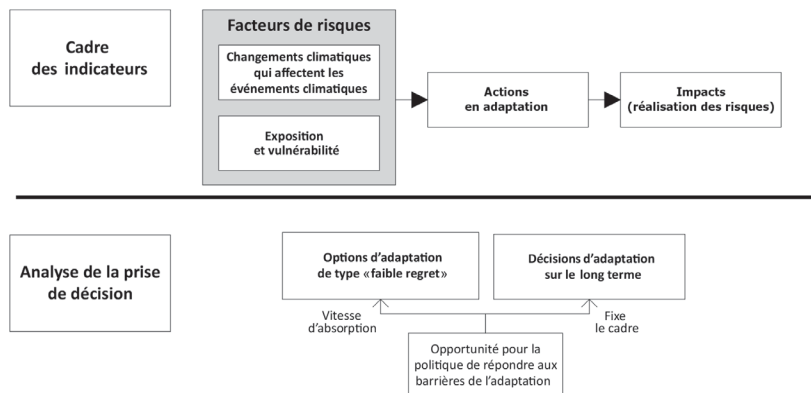 Cadre
des indicateurs
Facteurs de risques
Changements climatiques
qui affectent les
événements climatiques
Exposition
et vulnérabilité
Actions
en adaptation
Impacts
(réalisation des risques)
Analyse de la prise
de décision
Options d’adaptation
de type «faible regret»
Décisions d’adaptation
sur le long terme
Vitesse
d’absorption
Fixe
le cadre
Opportunité pour la
politique de répondre aux
barrières de l’adaptation